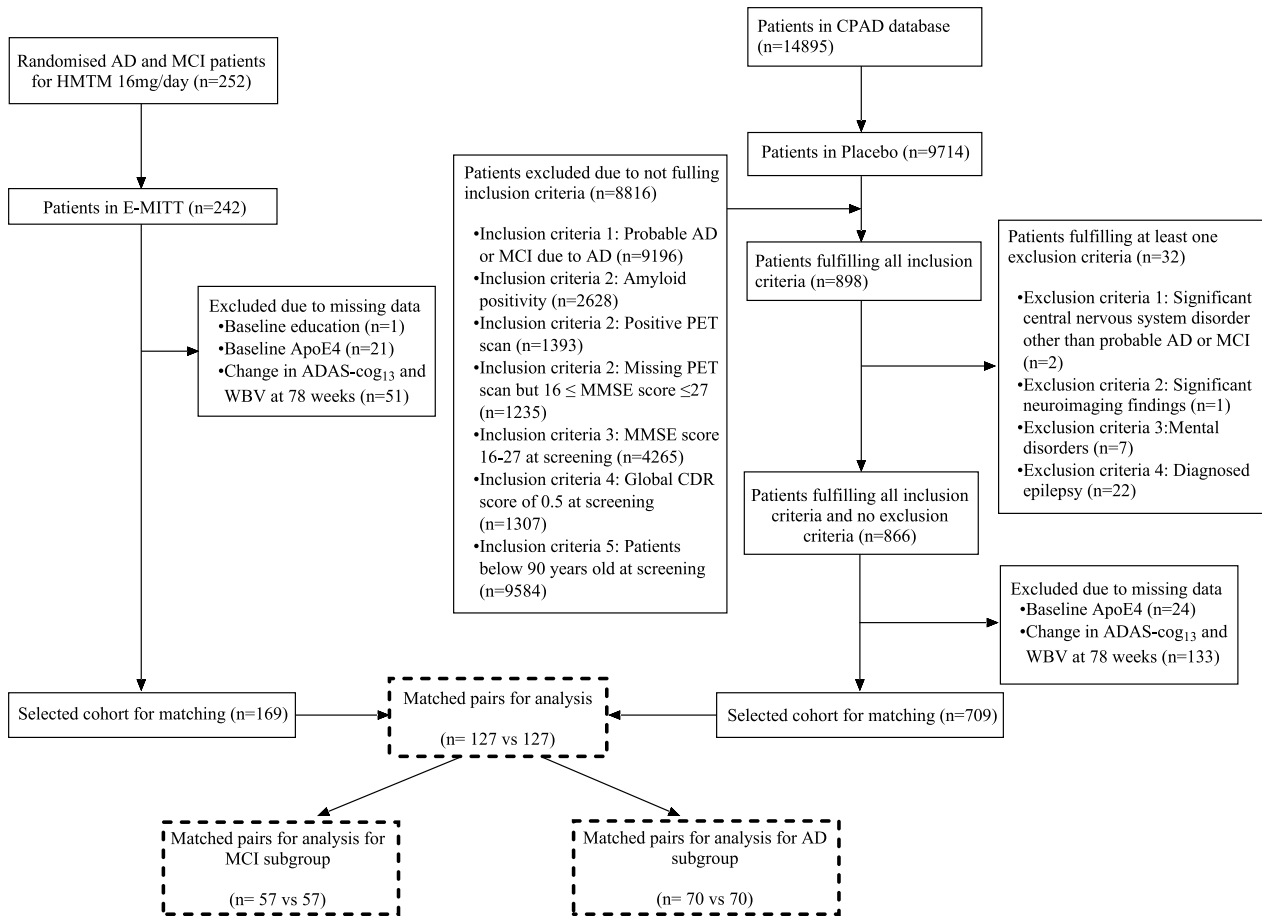 Randomised AD and MCI patients
for HMTM 16mg/day (n=252)
Patients in E-MITT (n=242)
Excluded due to missing data
•Baseline education (n=1)
•Baseline ApoE4 (n=21)
•Change in ADAS-cog13 and
WBV at 78 weeks (n=51)
Selected cohort for matching (n=169)
Patients in CPAD database
(n=14895)
Patients in Placebo (n=9714)
Patients excluded due to not fulling
inclusion criteria (n=8816)
•Inclusion criteria 1: Probable AD
or MCI due to AD (n=9196)
•Inclusion criteria 2: Amyloid
positivity (n=2628)
•Inclusion criteria 2: Positive PET
scan (n=1393)
•Inclusion criteria 2: Missing PET
scan but 16 ≤ MMSE score ≤27
(n=1235)
•Inclusion criteria 3: MMSE score
16-27 at screening (n=4265)
•Inclusion criteria 4: Global CDR
score of 0.5 at screening
(n=1307)
•Inclusion criteria 5: Patients
below 90 years old at screening
(n=9584)
Patients fulfilling all inclusion
criteria (n=898)
Patients fulfilling at least one
exclusion criteria (n=32)
•Exclusion criteria 1: Significant
central nervous system disorder
other than probable AD or MCI
(n=2)
•Exclusion criteria 2: Significant
neuroimaging findings (n=1)
•Exclusion criteria 3:Mental
disorders (n=7)
•Exclusion criteria 4: Diagnosed
epilepsy (n=22)
Patients fulfilling all inclusion
criteria and no exclusion
criteria (n=866)
Excluded due to missing data
•Baseline ApoE4 (n=24)
•Change in ADAS-cog13 and
WBV at 78 weeks (n=133)
Selected cohort for matching (n=709)
Matched pairs for analysis
(n= 127 vs 127)
Matched pairs for analysis for
MCI subgroup
(n= 57 vs 57)
Matched pairs for analysis for AD
subgroup
(n= 70 vs 70)